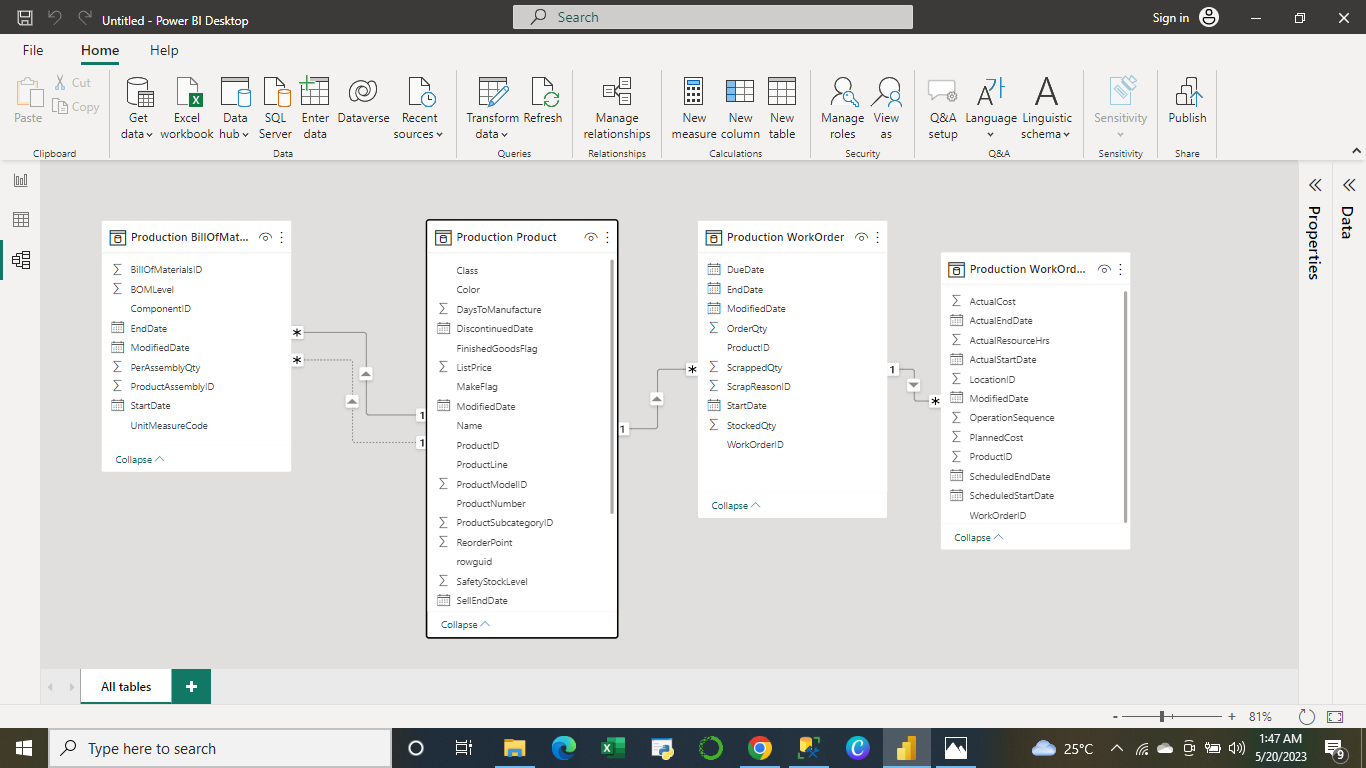 Untitled - Power BI Desktop
Search
Sign in
File
Home
Help
Paste
Cut
Copy
Clipboard
Get data
Excel workbook
Data hub
SQL Server
Enter data
Dataverse
Recent sources
Data
Transform data
Refresh
Queries
Manage relationships
Relationships
New measure
New column
New table
Calculations
Manage roles
View as
Security
Q&A setup
Language
Linguistic schema
Q&A
Sensitivity
Sensitivity
Publish
Share
Production BillOfMat...
BillOfMaterialsID
BOMLevel
ComponentID
EndDate
ModifiedDate
PerAssemblyQty
ProductAssemblyID
StartDate
UnitMeasureCode
Collapse
*
*
1
1
Production Product
Class
Color
DaysToManufacture
DiscontinuedDate
FinishedGoodsFlag
ListPrice
MakeFlag
ModifiedDate
Name
ProductID
ProductLine
ProductModelID
ProductNumber
ProductSubcategoryID
ReorderPoint
rowguid
SafetyStockLevel
SellEndDate
Collapse
1
*
Production WorkOrder
DueDate
EndDate
ModifiedDate
OrderQty
ProductID
ScrappedQty
ScrapReasonID
StartDate
StockedQty
WorkOrderID
Collapse
1
*
Production WorkOrd...
ActualCost
ActualEndDate
ActualResourceHrs
ActualStartDate
LocationID
ModifiedDate
OperationSequence
PlannedCost
ProductID
ScheduledEndDate
ScheduledStartDate
WorkOrderID
Collapse
Properties
Data
All tables
+
- + 81%
Type here to search
25°C
1:47 AM
5/20/2023
9